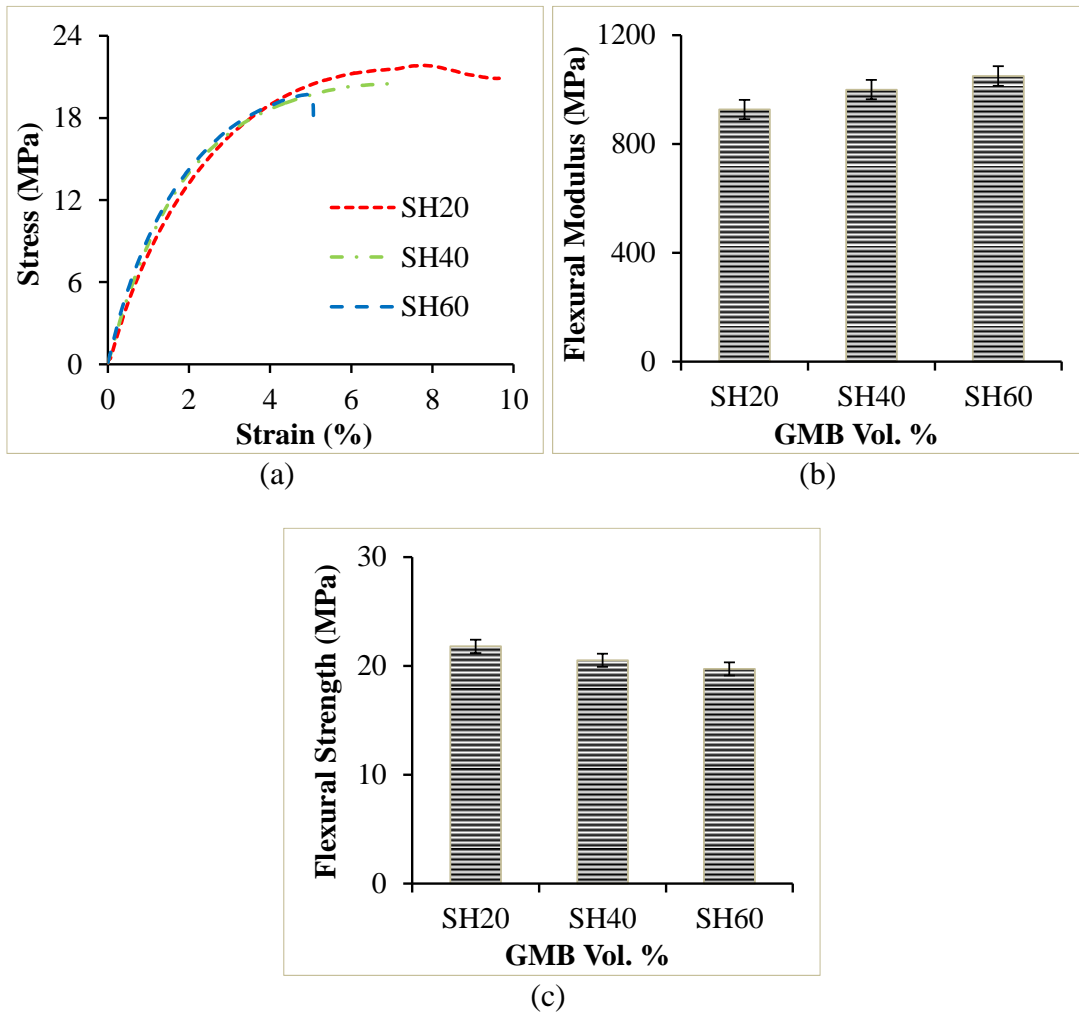 24
18
12
6
0
Stress (MPa)
SH20
SH40
SH60
0 2 4 6 8 10
Strain (%)
(a)
1200
800
400
0
Flexural Modulus (MPa)
SH20 SH40 SH60
GMB Vol. %
(b)
30
20
10
0
Flexural Strength (MPa)
SH20 SH40 SH60
GMB Vol. %
(c)